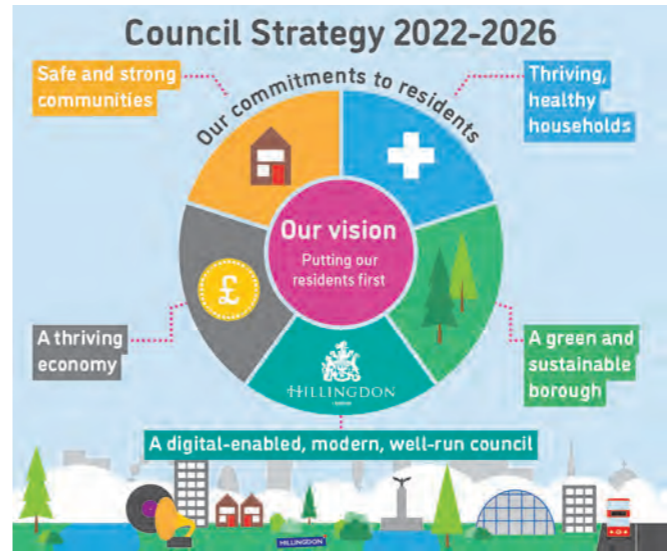 Council Strategy 2022-2026
Our commitments to residents
Safe and strong
communities
Thriving,
healthy
households
Our vision
Putting our
residents first
£
A thriving
economy
A green and
sustainable
borough
HILLINGDON
A digital-enabled, modern, well-run council
HILLINGDON